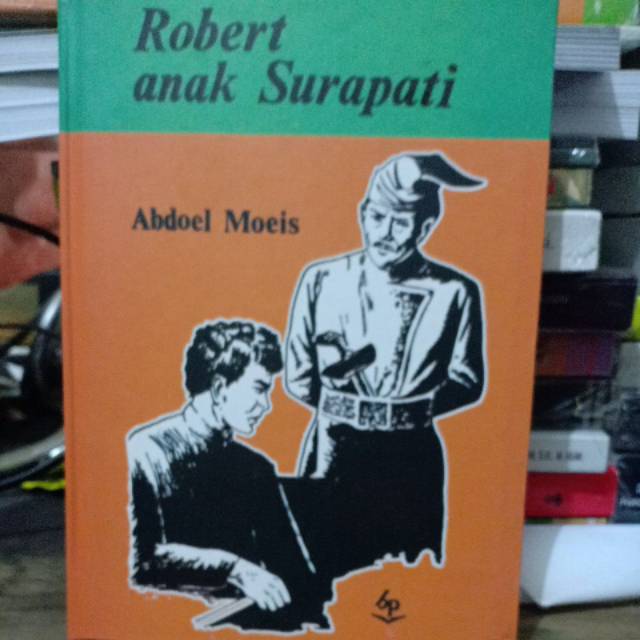 Robert
anak Surapati
Abdoel Moeis
bp